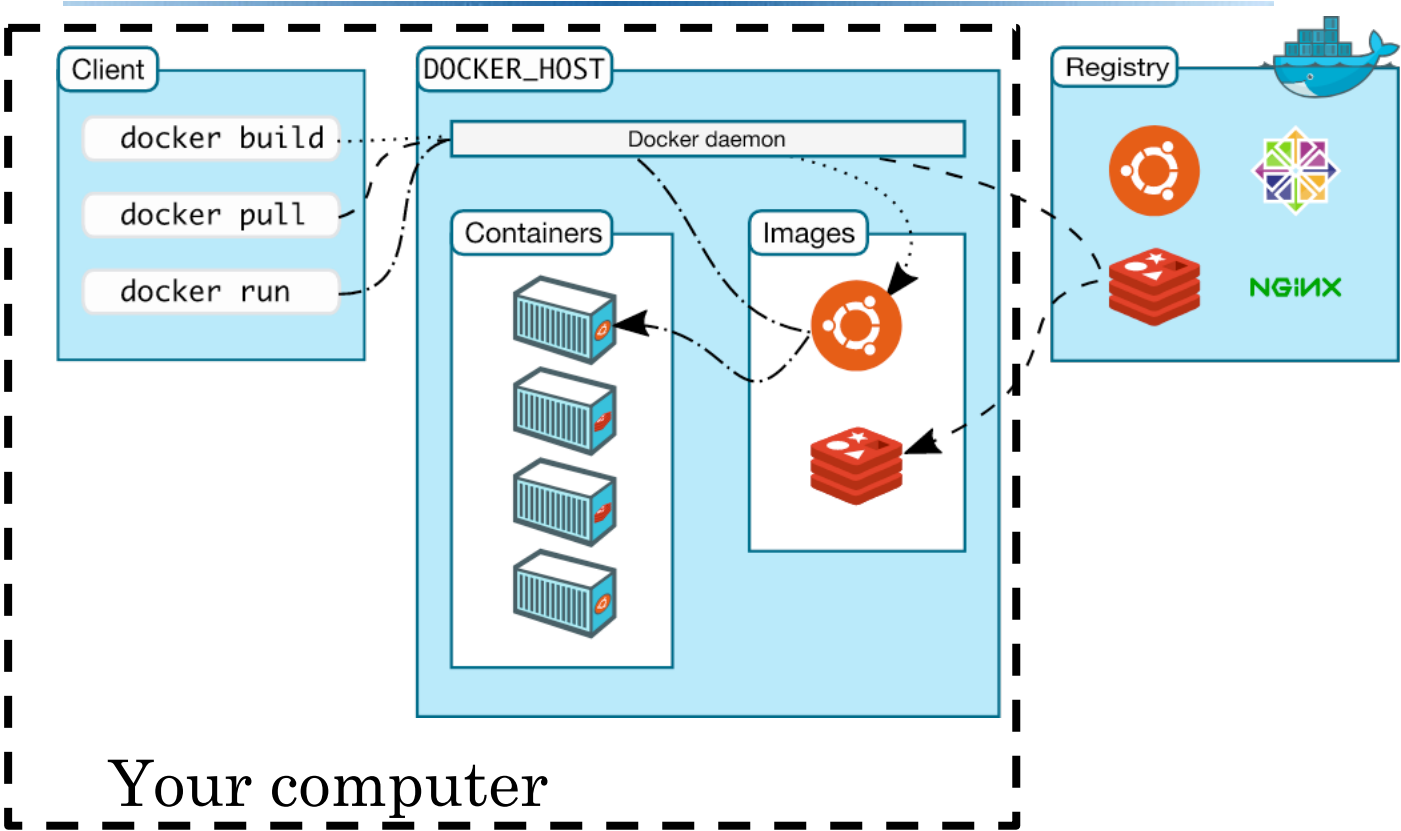 Client
docker build
docker pull
docker run
DOCKER_HOST
Docker daemon
Containers
Images
Registry
NGiNX
Your computer